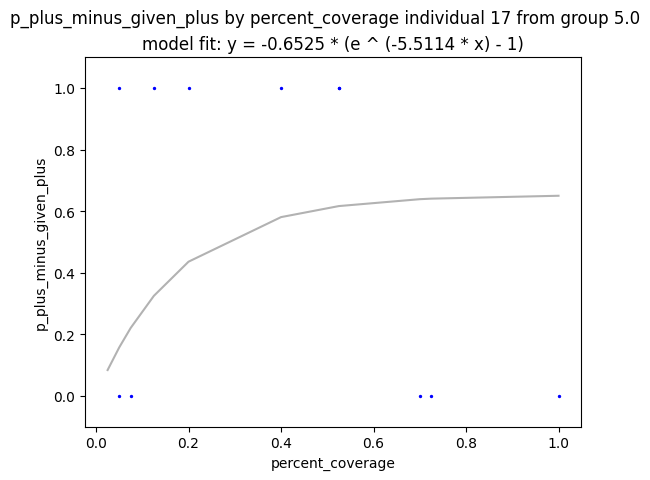 p_plus_minus_given_plus by percent_coverage individual 17 from group 5.0
model fit: y = -0.6525 * (e ^ (-5.5114 * x) - 1)
1.0
0.8
0.6
0.4
0.2
0.0
p_plus_minus_given_plus
0.0 0.2 0.4 0.6 0.8 1.0
percent_coverage